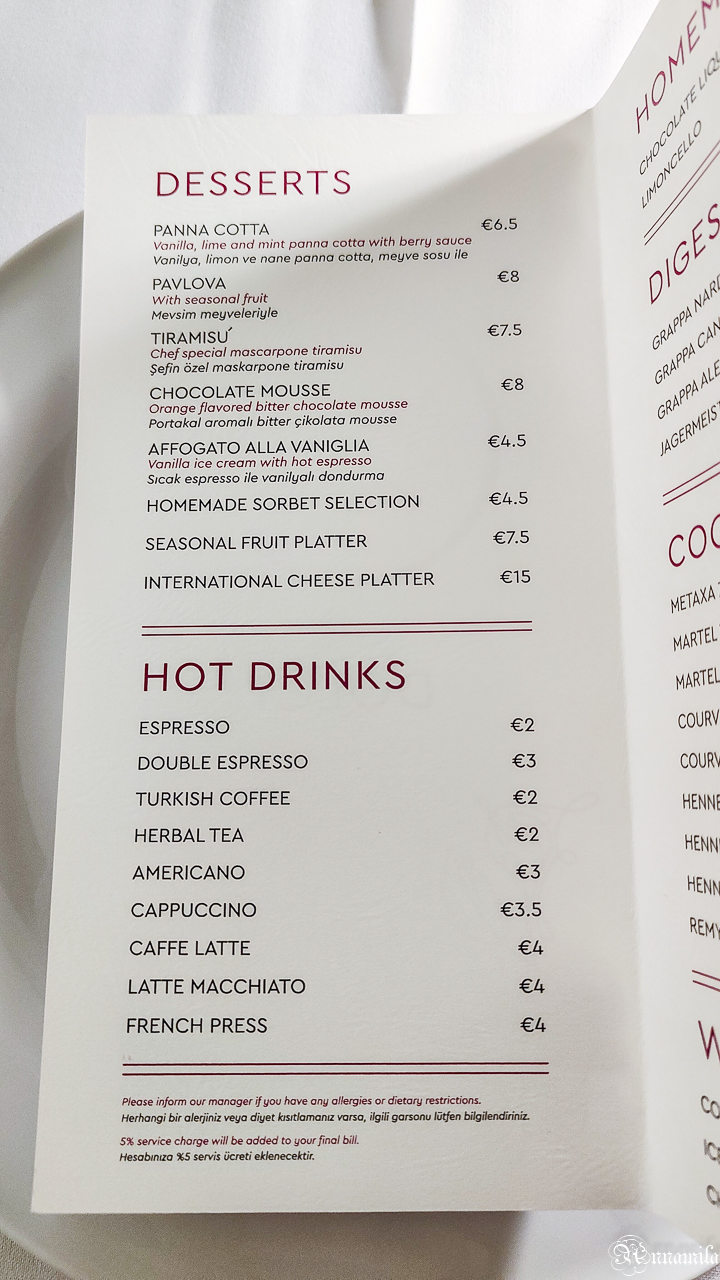 DESSERTS
PANNA COTTA €6.5
Vanilla, lime and mint panna cotta with berry sauce
Vanilya, limon ve nane panna cotta, meyve sosu ile
PAVLOVA €8
With seasonal fruit
Mevsim meyveleriyle
TIRAMISU´ €7.5
Chef special mascarpone tiramisu
Şefin özel maskarpone tiramisu
CHOCOLATE MOUSSE €8
Orange flavored bitter chocolate mousse
Portakal aromalı bitter çikolata mousse
AFFOGATO ALLA VANIGLIA €4.5
Vanilla ice cream with hot espresso
Sıcak espresso ile vanilyalı dondurma
HOMEMADE SORBET SELECTION €4.5
SEASONAL FRUIT PLATTER €7.5
INTERNATIONAL CHEESE PLATTER €15
HOT DRINKS
ESPRESSO €2
DOUBLE ESPRESSO €3
TURKISH COFFEE €2
HERBAL TEA €2
AMERICANO €3
CAPPUCCINO €3.5
CAFFE LATTE €4
LATTE MACCHIATO €4
FRENCH PRESS €4
Please inform our manager if you have any allergies or dietary restrictions.
Herhangi bir alerjiniz veya diyet kısıtlamanız varsa, ilgili garsonu lütfen bilgilendiriniz.
5% service charge will be added to your final bill.
Hesabınıza %5 servis ücreti eklenecektir.
HOMEM
CHOCOLATE LIQU
LIMONCELLO
DIGES
GRAPPA NARD
GRAPPA CAN
GRAPPA ALE
JAGERMEIST
COG
METAXA
MARTEL
MARTEL
COURV
COURV
HENNE
HENN
HENN
REMY
W
CO
ICE
Annamila